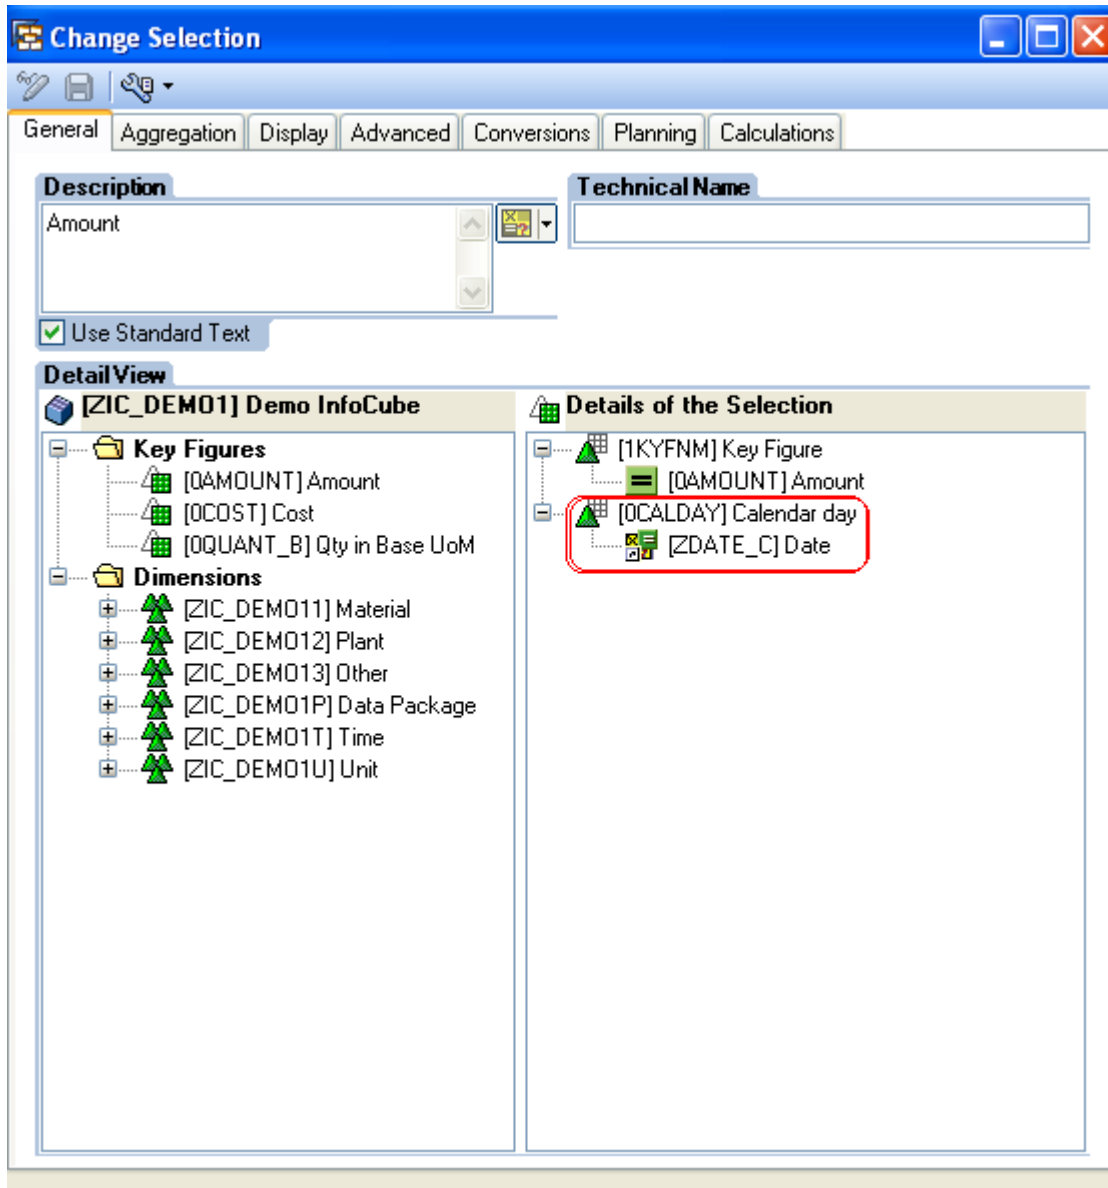 Change Selection
General Aggregation Display Advanced Conversions Planning Calculations
Description
Technical Name
Amount
Use Standard Text
Detail View
[ZIC_DEMO1] Demo InfoCube
Details of the Selection
Key Figures
[0AMOUNT] Amount
[0COST] Cost
[0QUANT_B] Qty in Base UoM
Dimensions
[ZIC_DEMO11] Material
[ZIC_DEMO12] Plant
[ZIC_DEMO13] Other
[ZIC_DEMO1P] Data Package
[ZIC_DEMO1T] Time
[ZIC_DEMO1U] Unit
[1KYFNM] Key Figure
[0AMOUNT] Amount
[0CALDAY] Calendar day
[ZDATE_C] Date